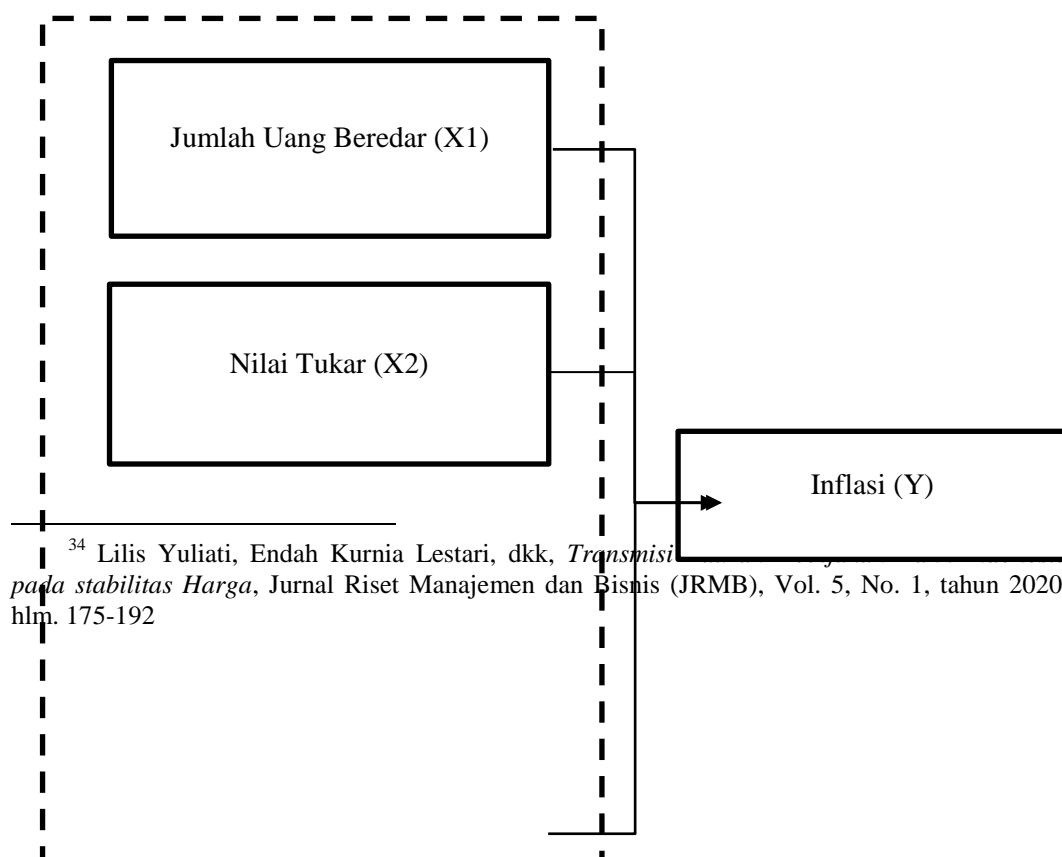 Jumlah Uang Beredar (X1)
Nilai Tukar (X2)
Inflasi (Y)
34 Lilis Yuliati, Endah Kurnia Lestari, dkk, Transmisi
pada stabilitas Harga, Jurnal Riset Manajemen dan Bisnis (JRMB), Vol. 5, No. 1, tahun 2020
hlm. 175-192